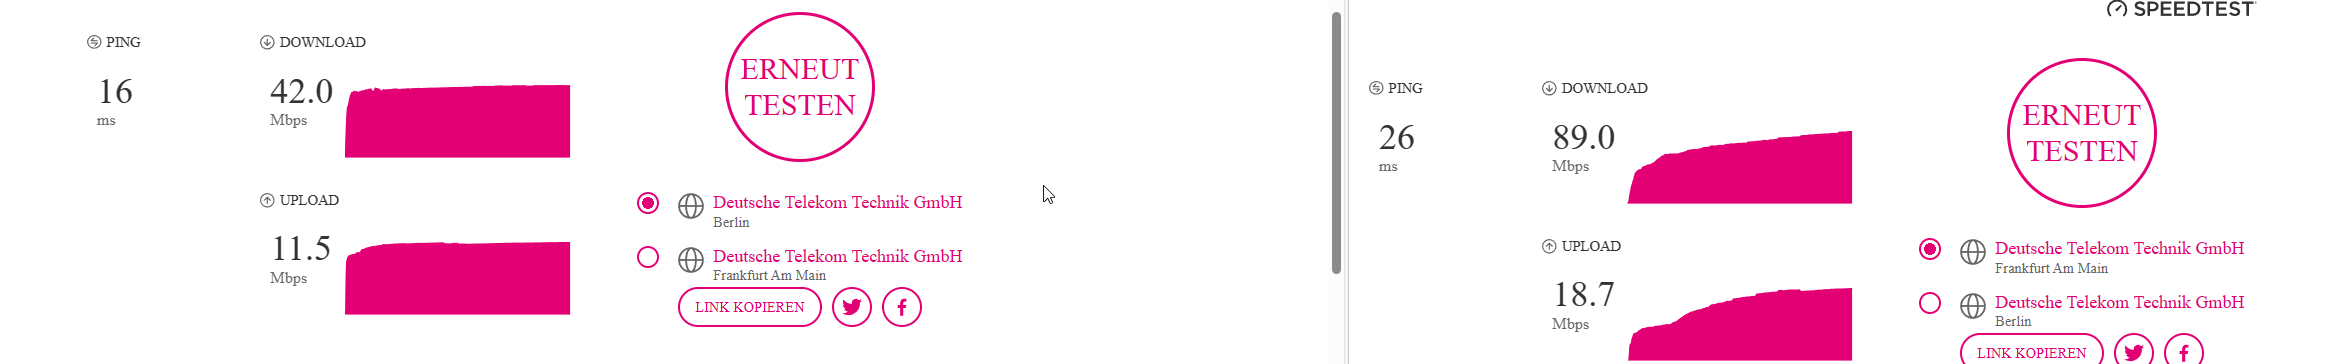 PING
DOWNLOAD
16
ms
42.0
Mbps
ERNEUT
TESTEN
UPLOAD
11.5
Mbps
Deutsche Telekom Technik GmbH
Berlin
Deutsche Telekom Technik GmbH
Frankfurt Am Main
LINK KOPIEREN
SPEEDTEST
PING
DOWNLOAD
26
ms
89.0
Mbps
ERNEUT
TESTEN
UPLOAD
18.7
Mbps
Deutsche Telekom Technik GmbH
Frankfurt Am Main
Deutsche Telekom Technik GmbH
Berlin
LINK KOPIEREN